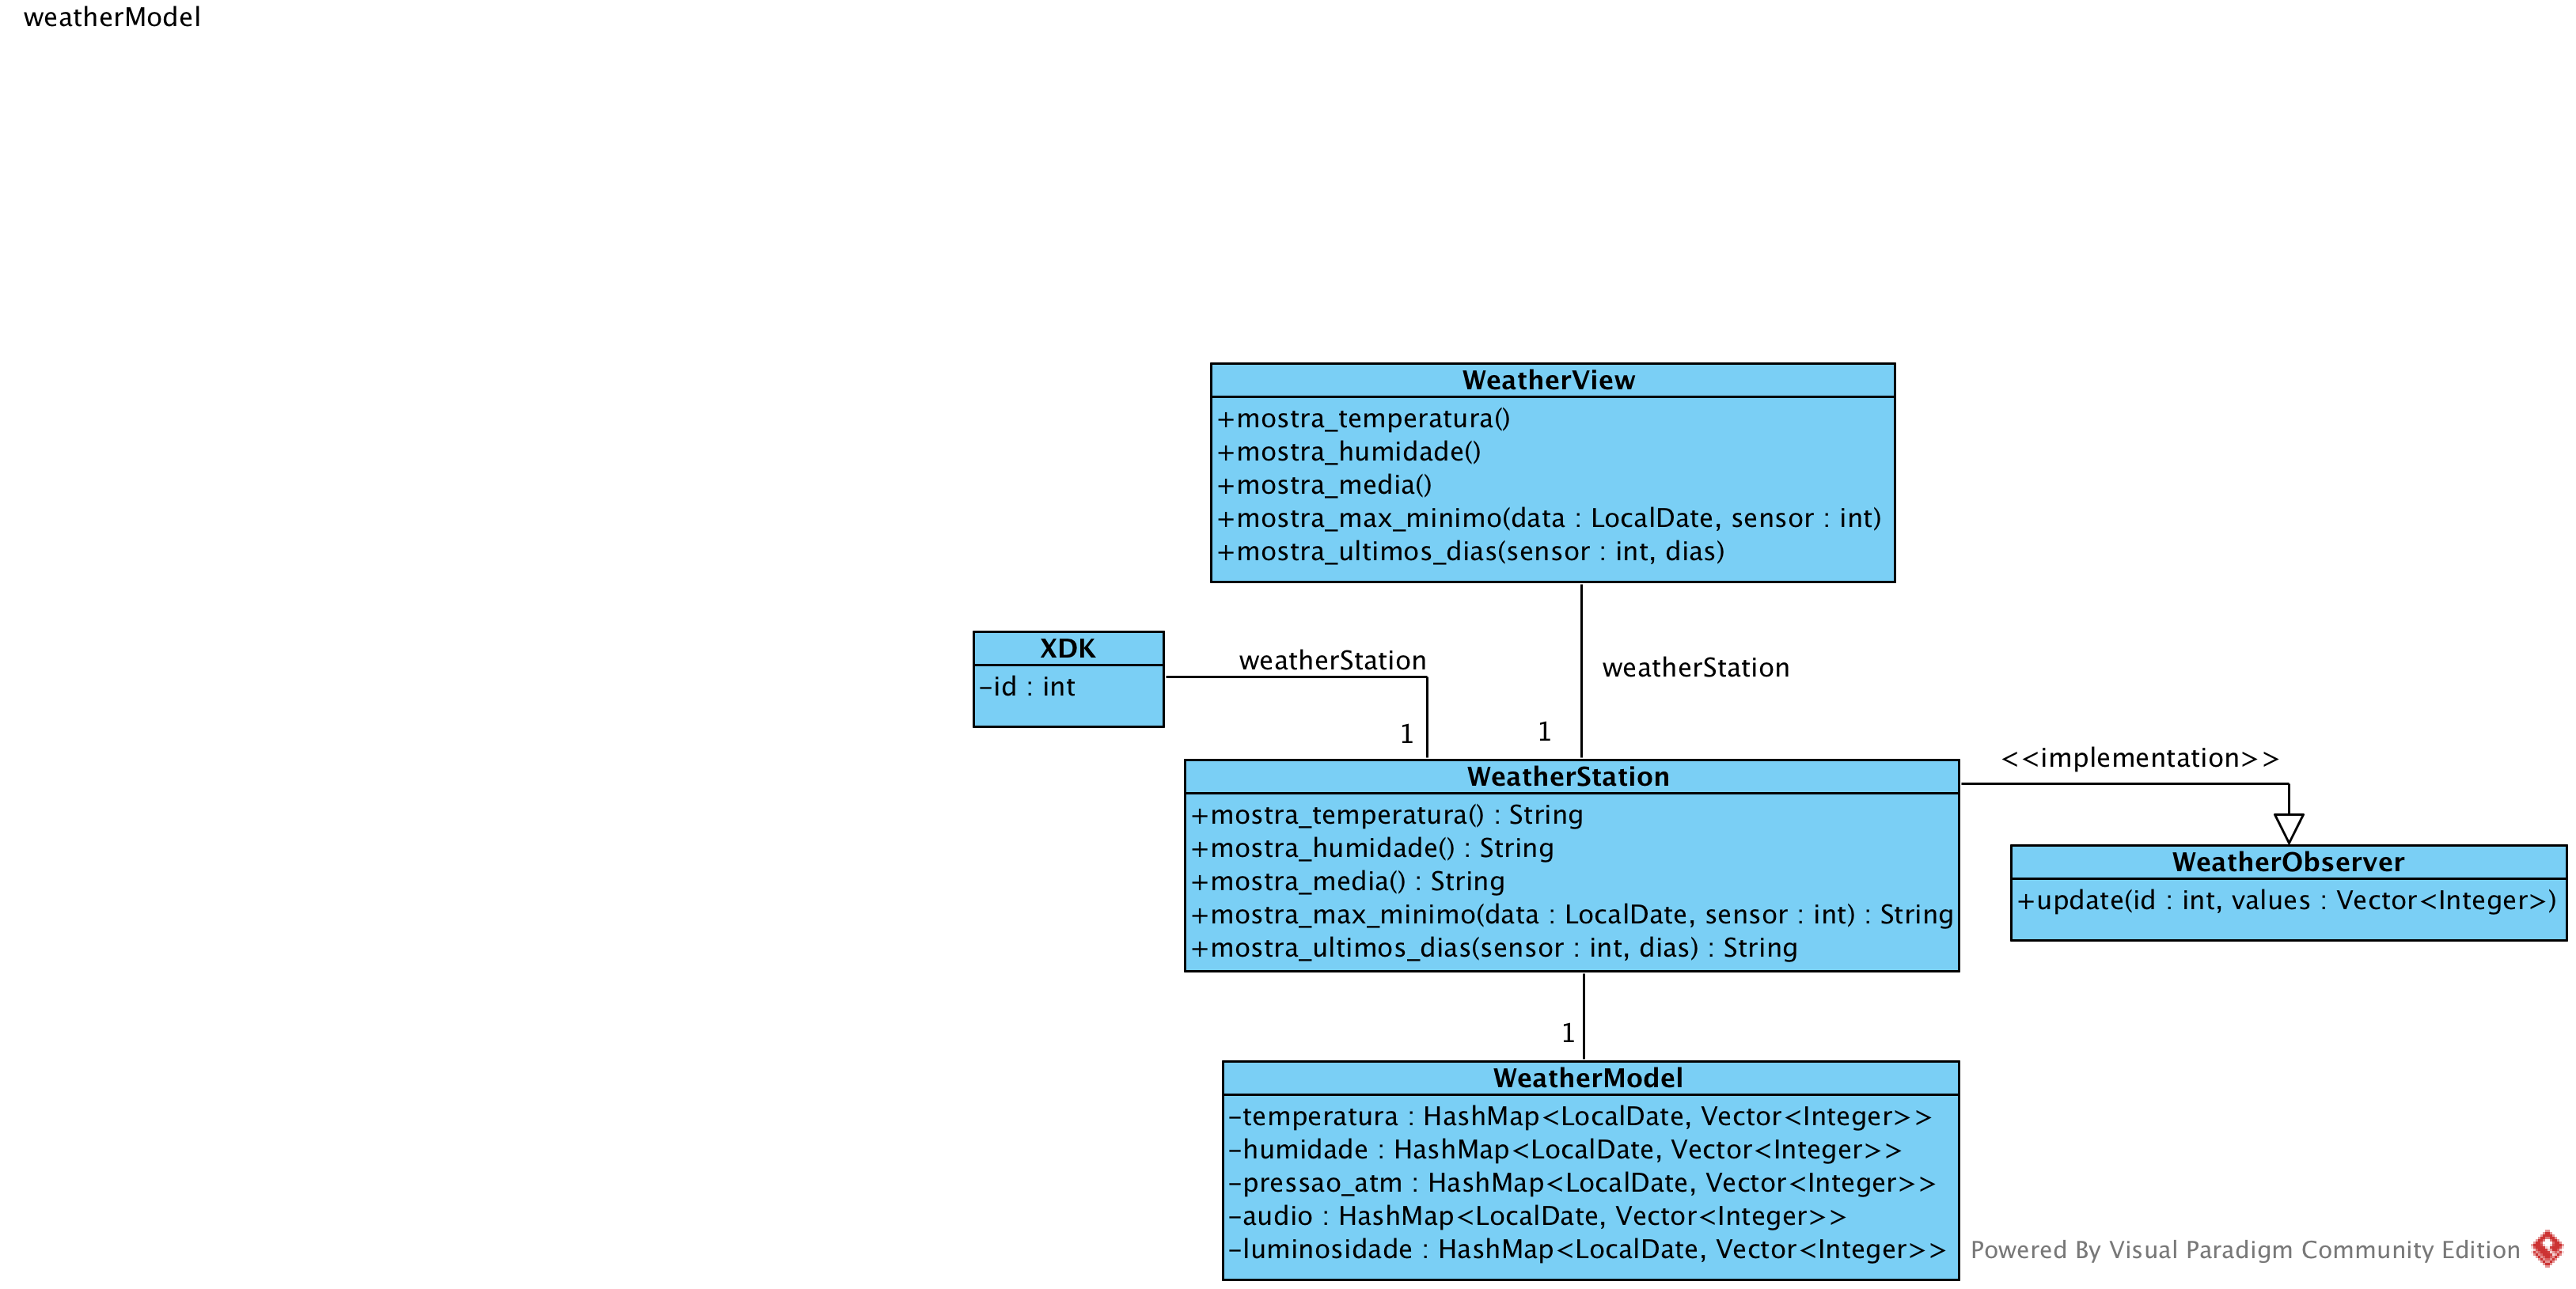 weatherModel
WeatherView
+mostra_temperatura()
+mostra_humidade()
+mostra_media()
+mostra_max_minimo(data : LocalDate, sensor : int)
+mostra_ultimos_dias(sensor : int, dias)
XDK
-id : int
weatherStation
weatherStation
1
1
WeatherStation
+mostra_temperatura() : String
+mostra_humidade() : String
+mostra_media() : String
+mostra_max_minimo(data : LocalDate, sensor : int) : String
+mostra_ultimos_dias(sensor : int, dias) : String
<<implementation>>
WeatherObserver
+update(id : int, values : Vector<Integer>)
1
WeatherModel
-temperatura : HashMap<LocalDate, Vector<Integer>>
-humidade : HashMap<LocalDate, Vector<Integer>>
-pressao_atm : HashMap<LocalDate, Vector<Integer>>
-audio : HashMap<LocalDate, Vector<Integer>>
-luminosidade : HashMap<LocalDate, Vector<Integer>>
Powered By Visual Paradigm Community Edition